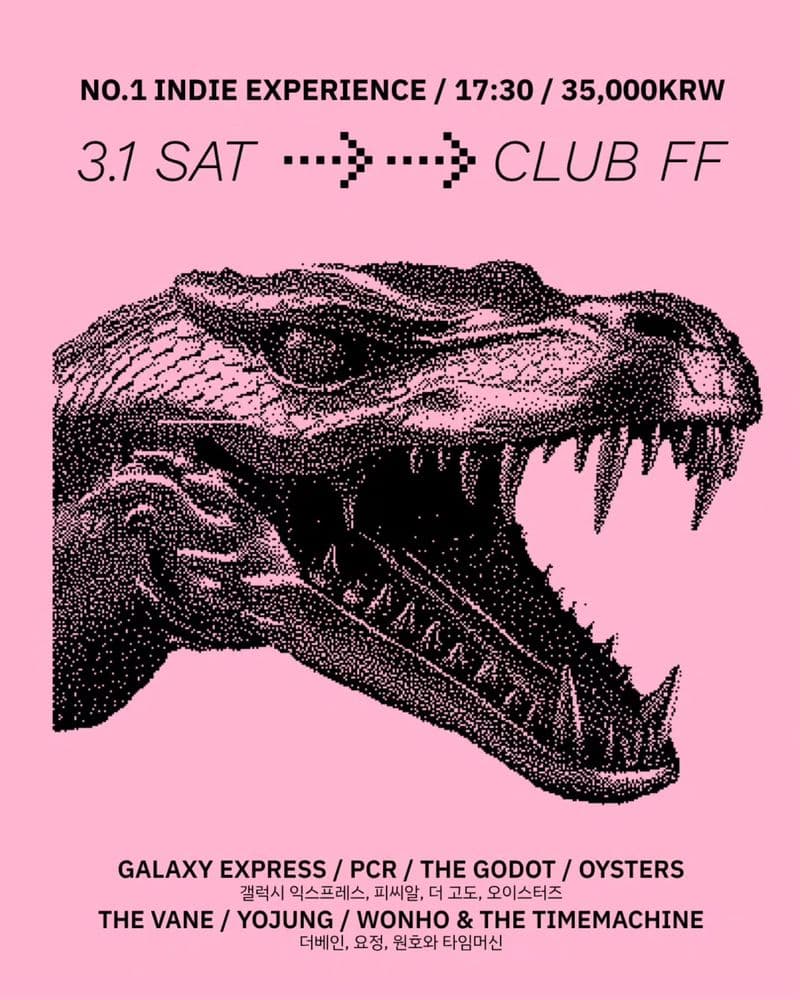 NO.1 INDIE EXPERIENCE / 17:30 / 35,000KRW
3.1 SAT CLUB FF
GALAXY EXPRESS / PCR / THE GODOT / OYSTERS
갤럭시 익스프레스, 피씨알, 더 고도, 오이스터즈
THE VANE / YOJUNG / WONHO & THE TIMEMACHINE
더베인, 요정, 원호와 타임머신